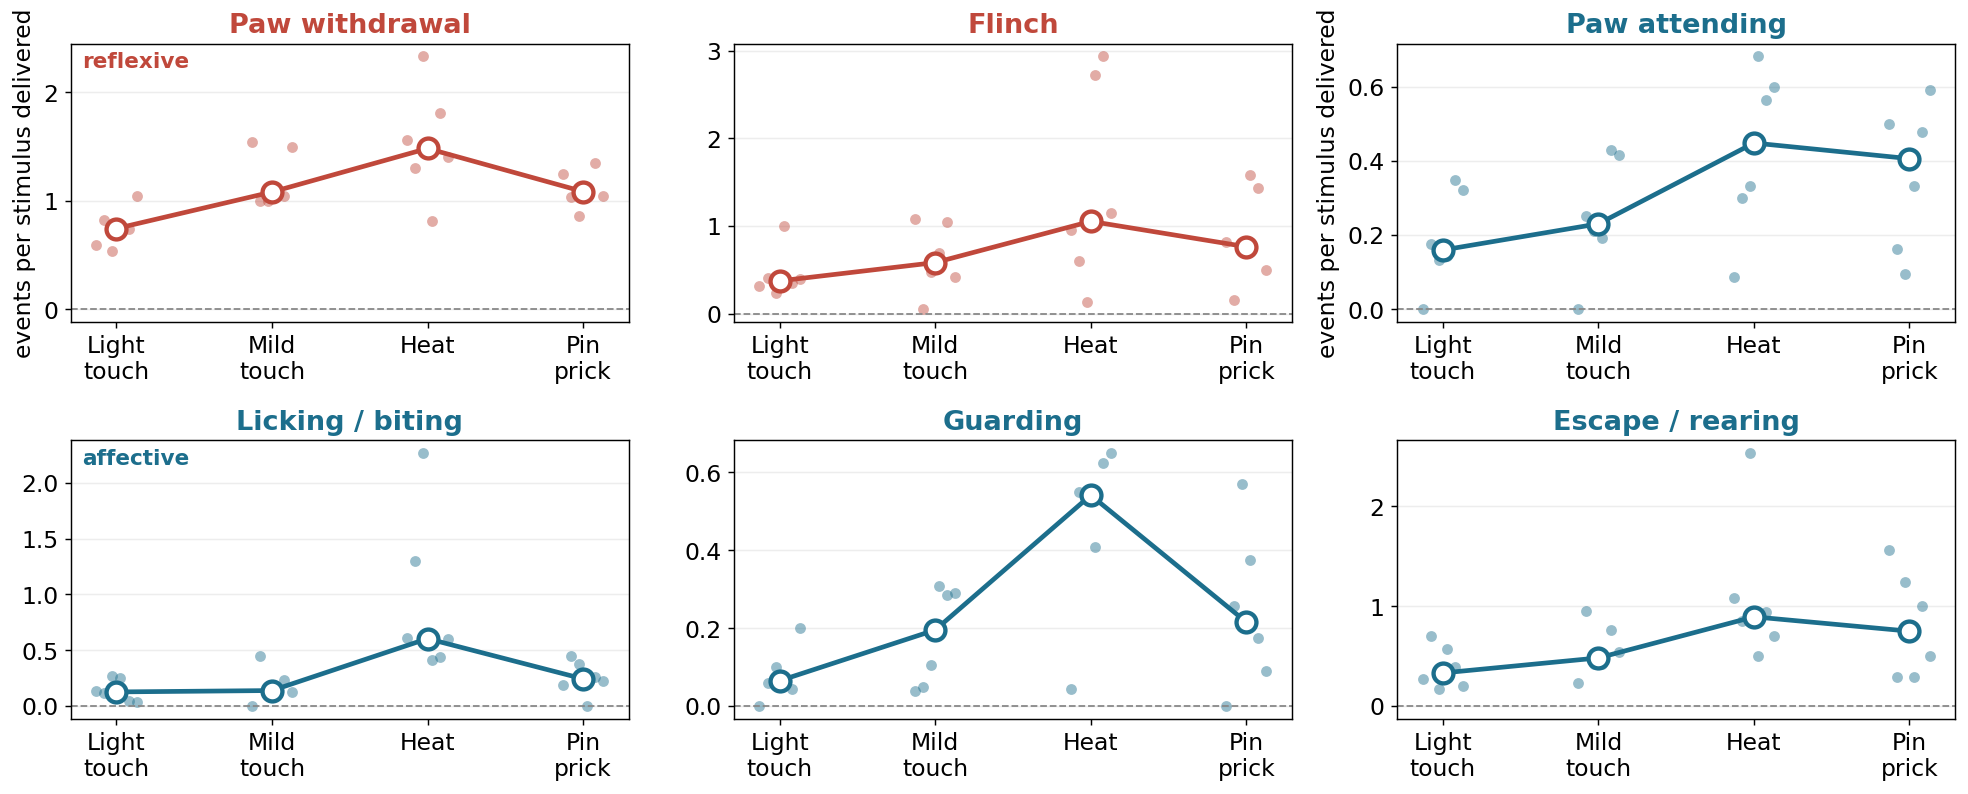 Paw withdrawal
events per stimulus delivered
reflexive
2
1
0
Light
touch
Mild
touch
Heat
Pin
prick
Flinch
3
2
1
0
Light
touch
Mild
touch
Heat
Pin
prick
Paw attending
events per stimulus delivered
0.6
0.4
0.2
0.0
Light
touch
Mild
touch
Heat
Pin
prick
Licking / biting
affective
2.0
1.5
1.0
0.5
0.0
Light
touch
Mild
touch
Heat
Pin
prick
Guarding
0.6
0.4
0.2
0.0
Light
touch
Mild
touch
Heat
Pin
prick
Escape / rearing
2
1
0
Light
touch
Mild
touch
Heat
Pin
prick